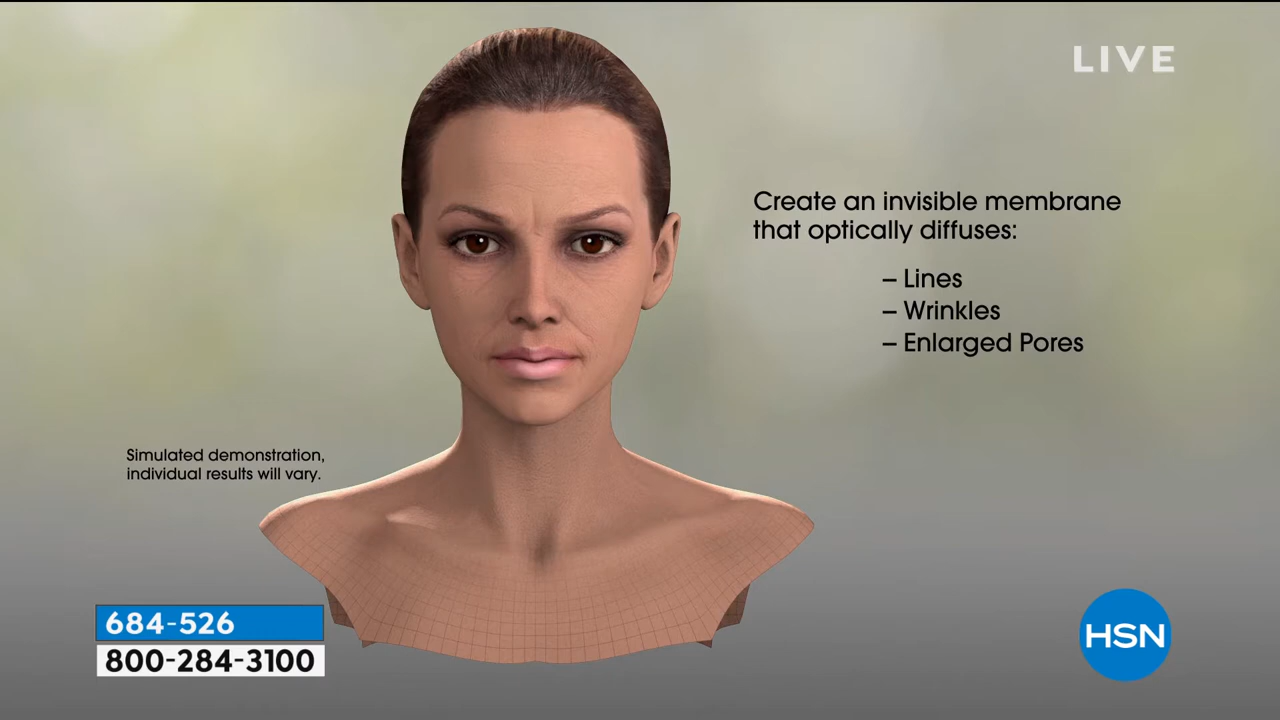 LIVE
Create an invisible membrane
that optically diffuses:
– Lines
– Wrinkles
– Enlarged Pores
Simulated demonstration,
individual results will vary.
684-526
800-284-3100
HSN